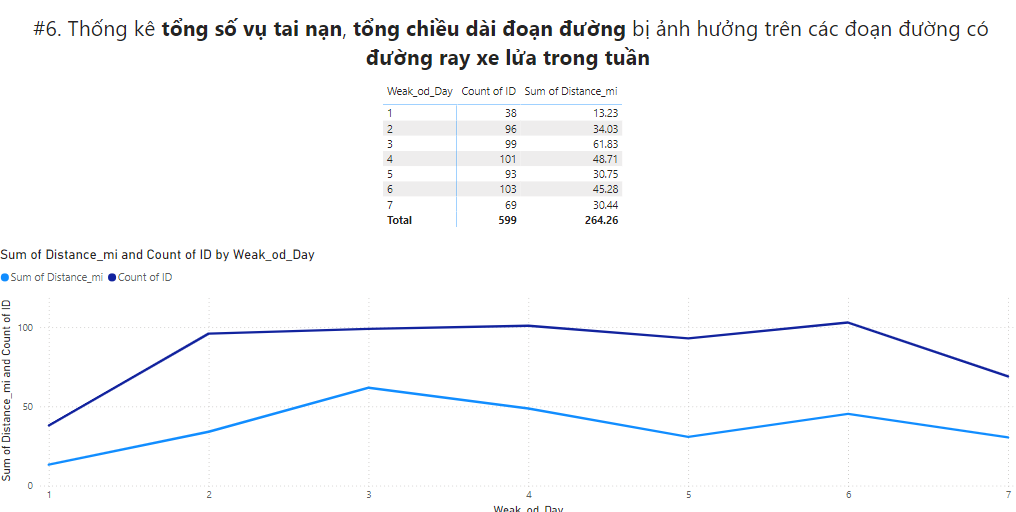 #6. Thống kê tổng số vụ tai nạn, tổng chiều dài đoạn đường bị ảnh hưởng trên các đoạn đường có
đường ray xe lửa trong tuần
Weak_od_Day Count of ID Sum of Distance_mi
1 38 13.23
2 96 34.03
3 99 61.83
4 101 48.71
5 93 30.75
6 103 45.28
7 69 30.44
Total 599 264.26
Sum of Distance_mi and Count of ID by Weak_od_Day
Sum of Distance_mi Count of ID
Sum of Distance_mi and Count of ID
100
50
0
1 2 3 4 5 6 7
Weak_od_Day